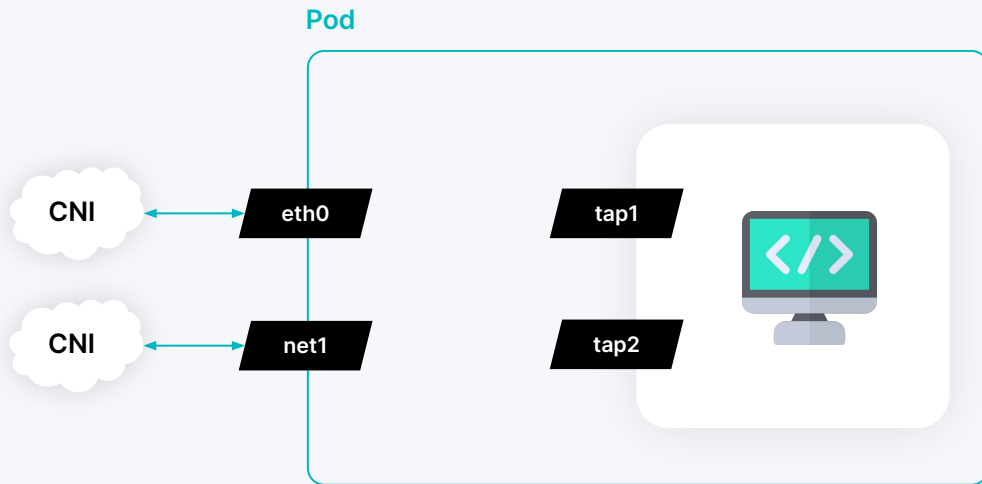 Pod
CNI
eth0
tap1
CNI
net1
tap2